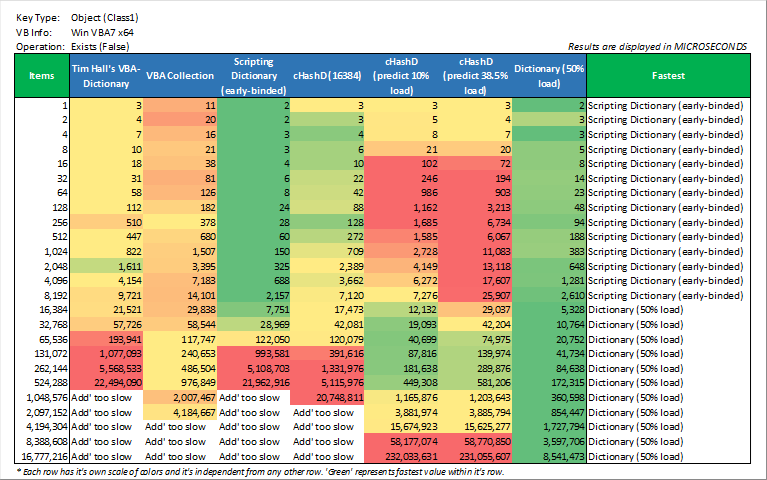 Key Type: Object (Class1)
VB Info: Win VBA7 x64
Operation: Exists (False)
Results are displayed in MICROSECONDS
Items Tim Hall's VBA-Dictionary VBA Collection Scripting Dictionary (early-binded) cHashD (16384) cHashD (predict 10% load) cHashD (predict 38.5% load) Dictionary (50% load) Fastest
1 3 11 2 3 3 3 2 Scripting Dictionary (early-binded)
2 4 20 2 3 5 4 3 Scripting Dictionary (early-binded)
4 7 16 3 4 8 7 3 Scripting Dictionary (early-binded)
8 10 21 3 6 21 20 5 Scripting Dictionary (early-binded)
16 18 38 4 10 102 72 8 Scripting Dictionary (early-binded)
32 31 81 6 22 246 194 14 Scripting Dictionary (early-binded)
64 58 126 8 42 986 903 23 Scripting Dictionary (early-binded)
128 112 182 24 88 1,162 3,213 48 Scripting Dictionary (early-binded)
256 510 378 28 128 1,685 6,734 94 Scripting Dictionary (early-binded)
512 447 680 60 272 1,585 6,067 188 Scripting Dictionary (early-binded)
1,024 822 1,507 150 709 2,728 11,083 383 Scripting Dictionary (early-binded)
2,048 1,611 3,395 325 2,389 4,149 13,118 648 Scripting Dictionary (early-binded)
4,096 4,154 7,183 688 3,662 6,272 17,607 1,281 Scripting Dictionary (early-binded)
8,192 9,721 14,101 2,157 7,120 7,276 25,907 2,610 Scripting Dictionary (early-binded)
16,384 21,521 29,838 7,751 17,473 12,132 29,037 5,328 Dictionary (50% load)
32,768 57,726 58,544 28,969 42,081 19,093 42,204 10,764 Dictionary (50% load)
65,536 193,941 117,747 122,050 120,079 40,699 74,975 20,752 Dictionary (50% load)
131,072 1,077,093 240,653 993,581 391,616 87,816 139,974 41,734 Dictionary (50% load)
262,144 5,568,533 486,504 5,108,703 1,331,976 181,638 289,876 84,638 Dictionary (50% load)
524,288 22,494,090 976,849 21,962,916 5,115,976 449,308 581,206 172,315 Dictionary (50% load)
1,048,576 Add' too slow 2,007,467 Add' too slow 20,748,811 1,165,876 1,203,643 360,598 Dictionary (50% load)
2,097,152 Add' too slow 4,184,667 Add' too slow Add' too slow 3,881,974 3,885,794 854,447 Dictionary (50% load)
4,194,304 Add' too slow Add' too slow Add' too slow Add' too slow 15,674,923 15,625,277 1,727,794 Dictionary (50% load)
8,388,608 Add' too slow Add' too slow Add' too slow Add' too slow 58,177,074 58,770,850 3,597,706 Dictionary (50% load)
16,777,216 Add' too slow Add' too slow Add' too slow Add' too slow 232,033,631 231,055,607 8,541,473 Dictionary (50% load)
* Each row has it's own scale of colors and it's independent from any other row. 'Green' represents fastest value within it's row.